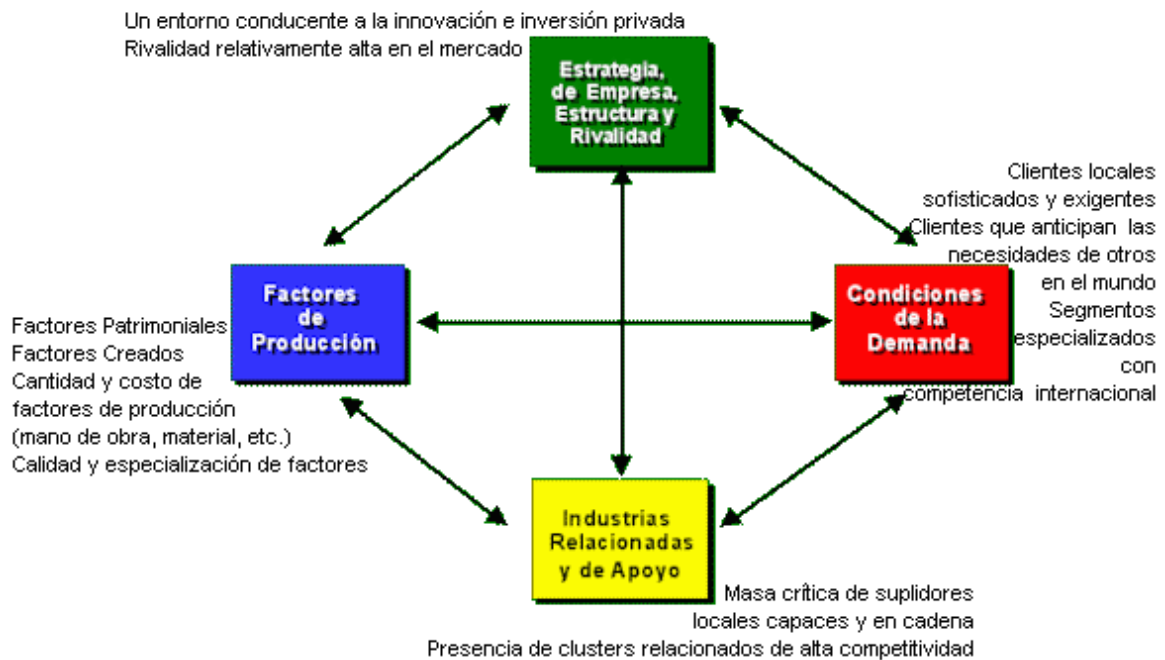 Un entorno conducente a la innovación e inversión privada
Rivalidad relativamente alta en el mercado
Estrategia,
de Empresa,
Estructura y
Rivalidad
Clientes locales
sofisticados y exigentes
Clientes que anticipan las
necesidades de otros
en el mundo
Segmentos
especializados
con
competencia internacional
Factores
de
Producción
Condiciones
de la
Demanda
Factores Patrimoniales
Factores Creados
Cantidad y costo de
factores de producción
(mano de obra, material, etc.)
Calidad y especialización de factores
Industrias
Relacionadas
y de Apoyo
Masa crítica de suplidores
locales capaces y en cadena
Presencia de clusters relacionados de alta competitividad